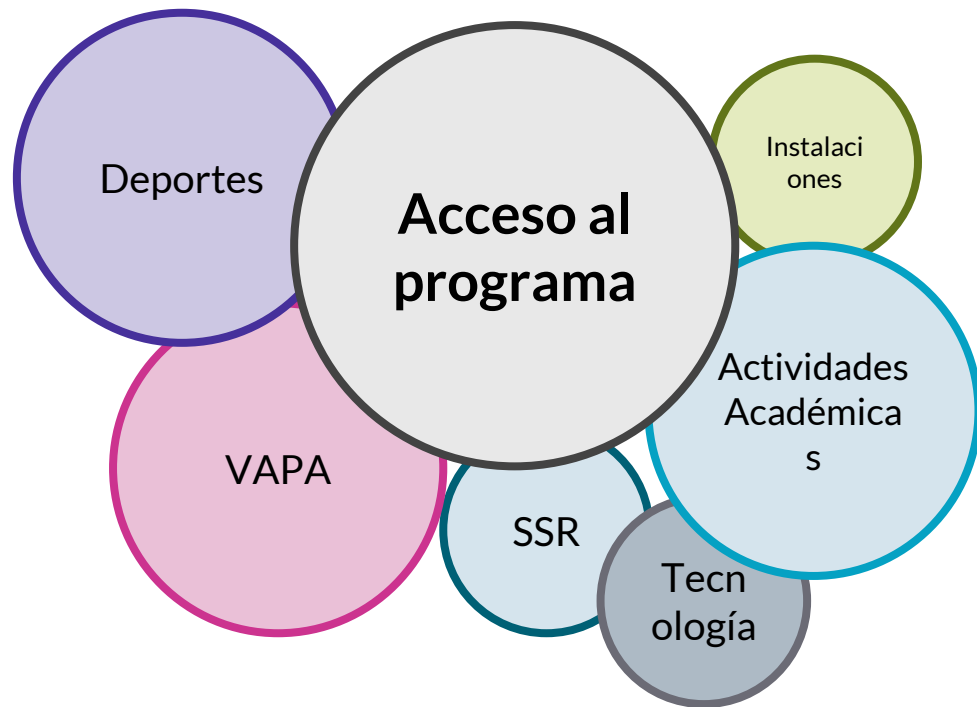 Deportes
Acceso al
programa
Instalaci
ones
Actividades
Académica
s
VAPA
SSR
Tecn
ología